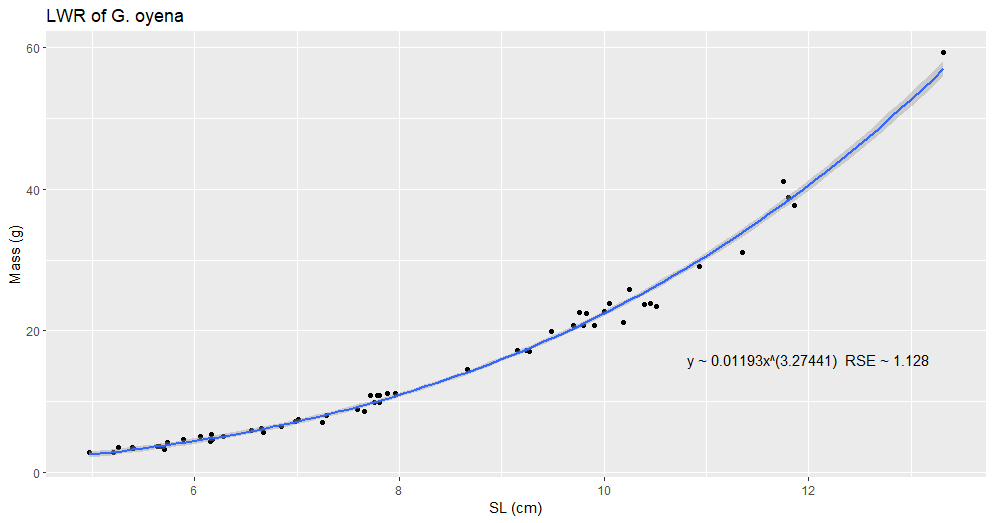 LWR of G. oyena
60
40
20
0
Mass (g)
y ~ 0.01193x^(3.27441) RSE ~ 1.128
6 8 10 12
SL (cm)